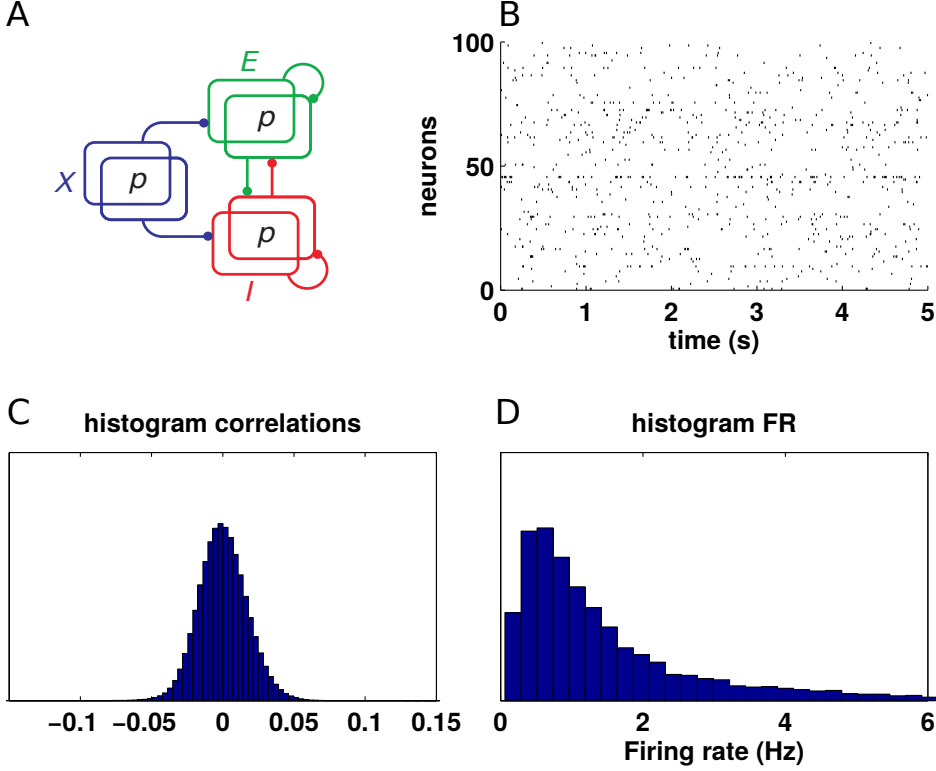 A
E
p
X
p
p
I
B
100
50
0
neurons
0 1 2 3 4 5
time (s)
C
histogram correlations
−0.1 −0.05 0 0.05 0.1 0.15
D
histogram FR
0 2 4 6
Firing rate (Hz)